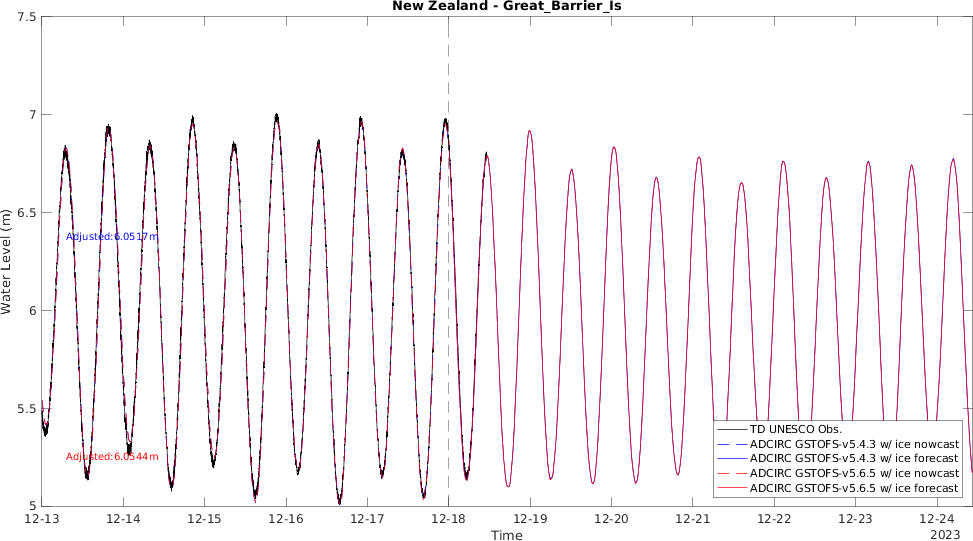 New Zealand - Great_Barrier_Is
7.5
7
6.5
6
5.5
5
Water Level (m)
Adjusted:6.0517m
Adjusted:6.0544m
TD UNESCO Obs.
ADCIRC GSTOFS-v5.4.3 w/ ice nowcast
ADCIRC GSTOFS-v5.4.3 w/ ice forecast
ADCIRC GSTOFS-v5.6.5 w/ ice nowcast
ADCIRC GSTOFS-v5.6.5 w/ ice forecast
12-13 12-14 12-15 12-16 12-17 12-18 12-19 12-20 12-21 12-22 12-23 12-24
Time
2023